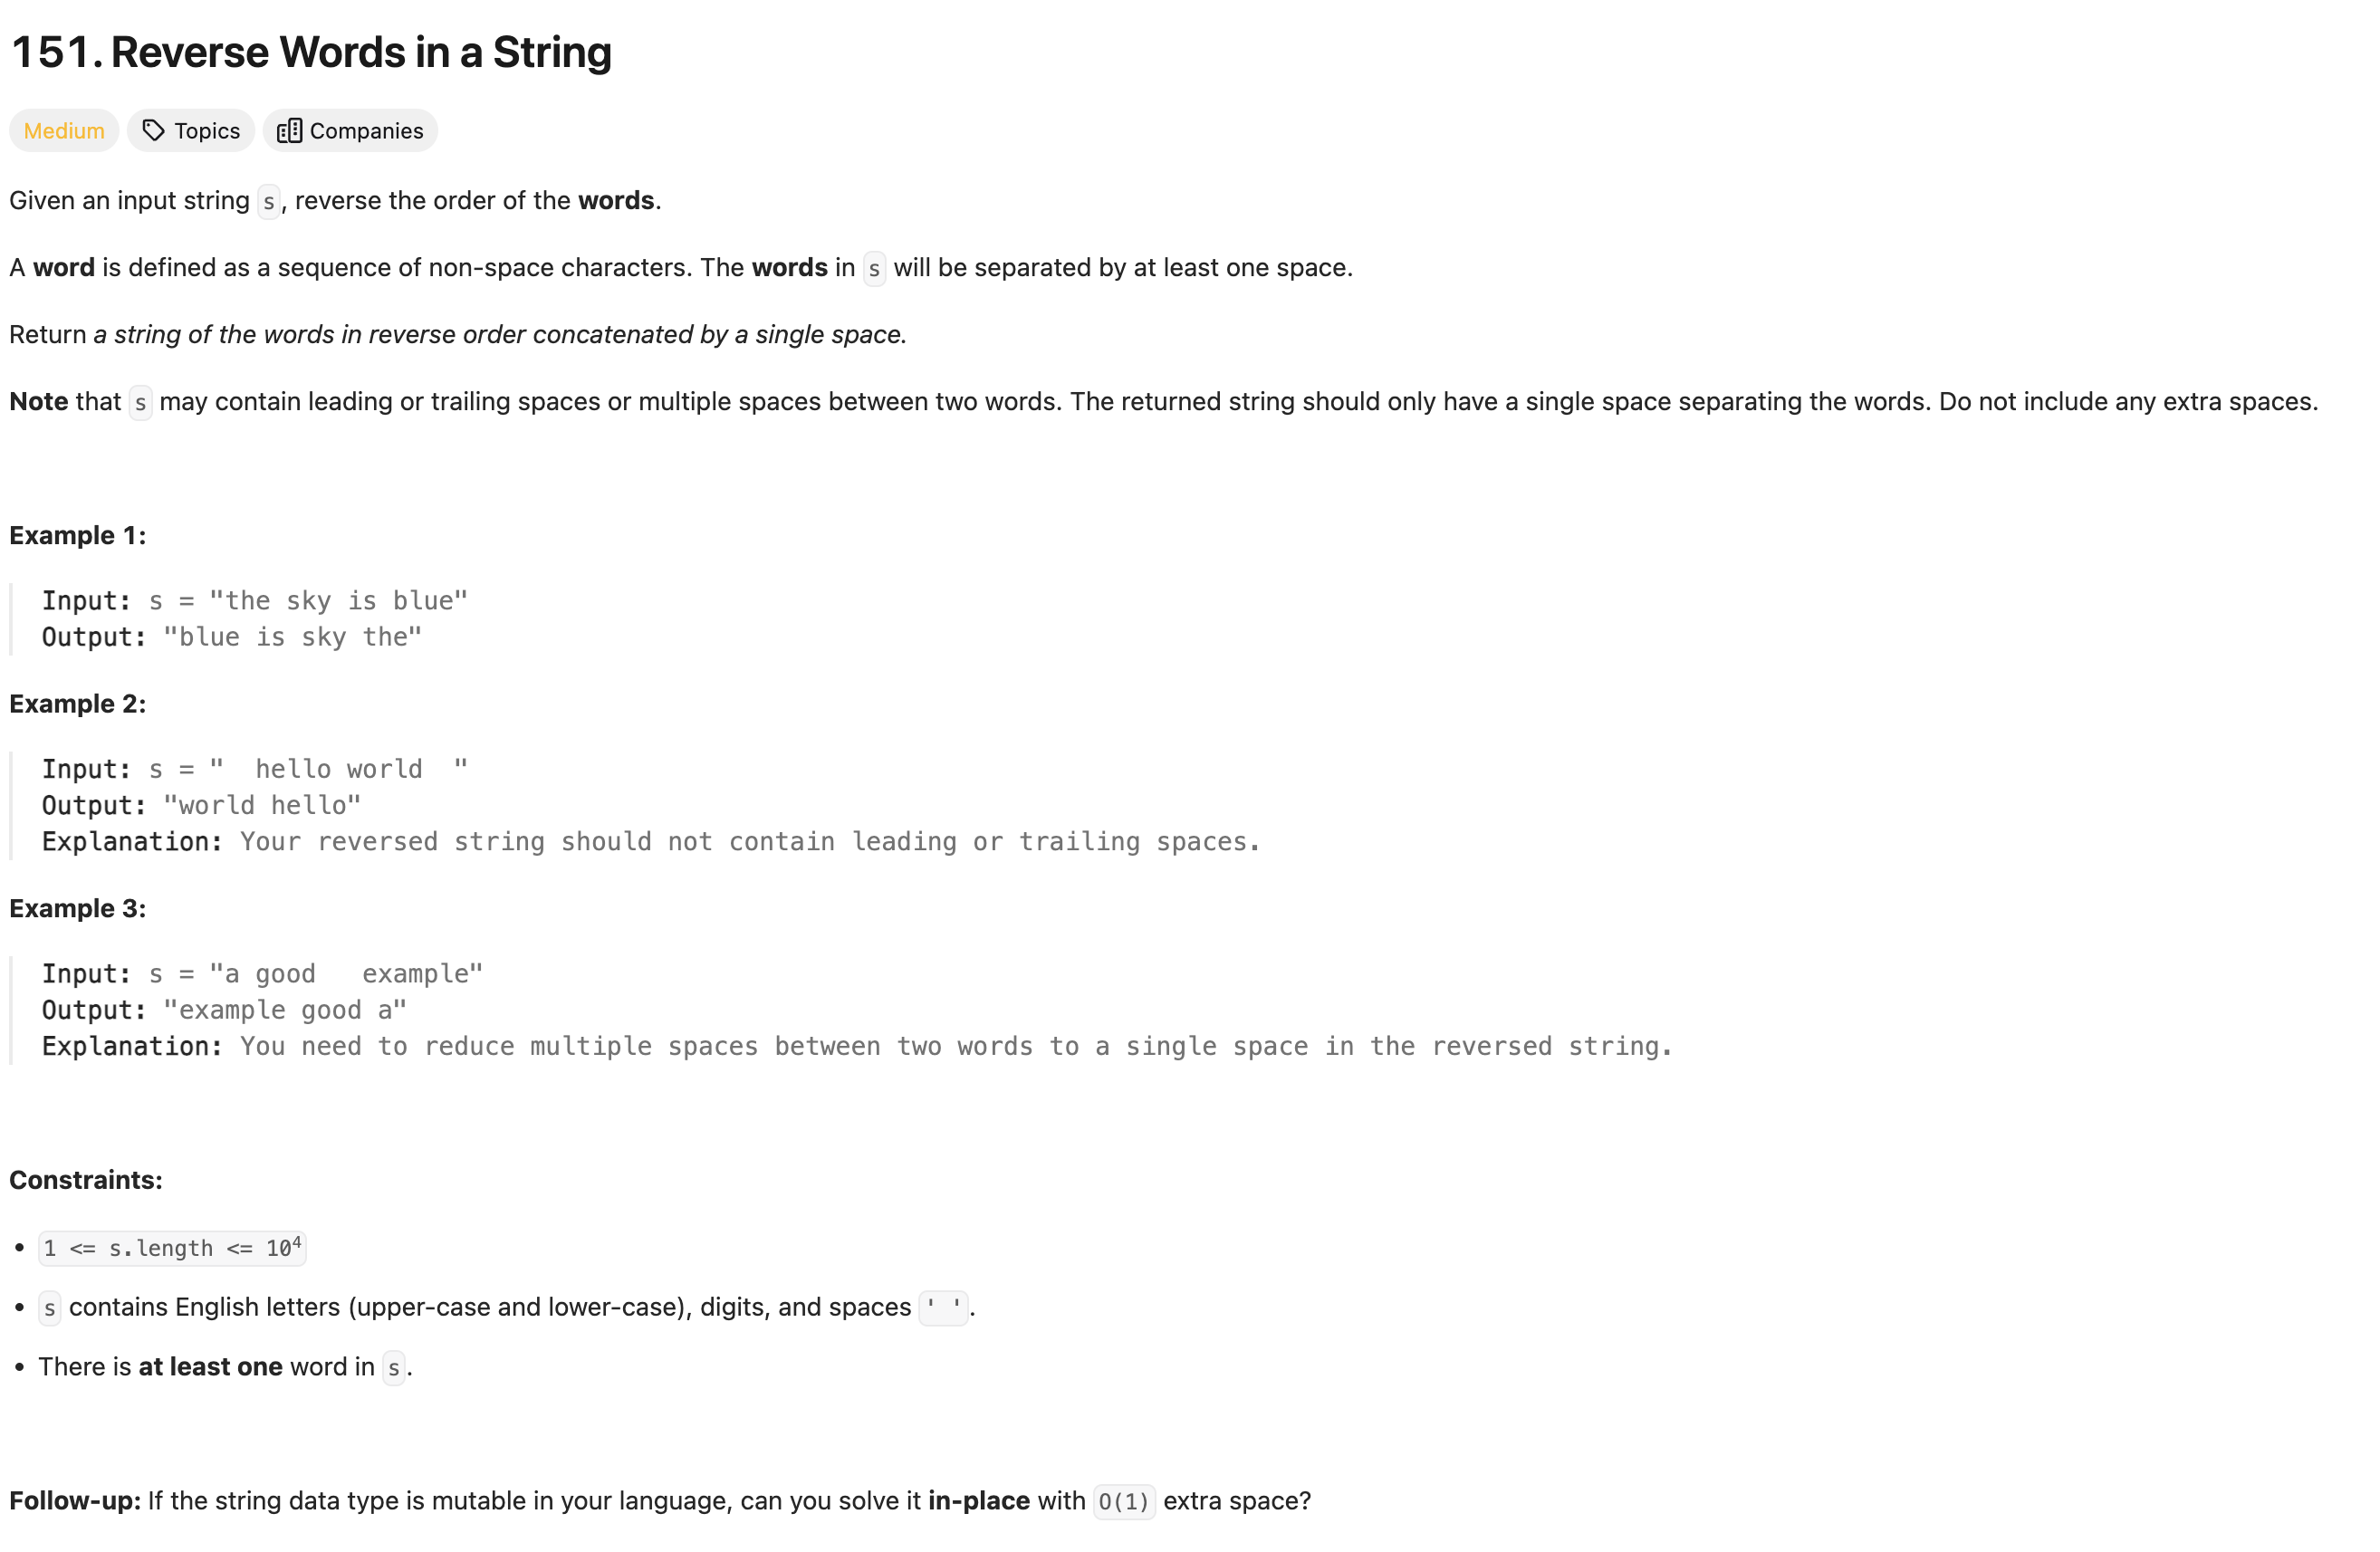 151. Reverse Words in a String
Medium Topics Companies
Given an input string s, reverse the order of the words.
A word is defined as a sequence of non-space characters. The words in s will be separated by at least one space.
Return a string of the words in reverse order concatenated by a single space.
Note that s may contain leading or trailing spaces or multiple spaces between two words. The returned string should only have a single space separating the words. Do not include any extra spaces.
Example 1:
Input: s = "the sky is blue"
Output: "blue is sky the"
Example 2:
Input: s = "  hello world  "
Output: "world hello"
Explanation: Your reversed string should not contain leading or trailing spaces.
Example 3:
Input: s = "a good   example"
Output: "example good a"
Explanation: You need to reduce multiple spaces between two words to a single space in the reversed string.
Constraints:
• 1 <= s.length <= 10⁴
• s contains English letters (upper-case and lower-case), digits, and spaces ' '.
• There is at least one word in s.
Follow-up: If the string data type is mutable in your language, can you solve it in-place with O(1) extra space?